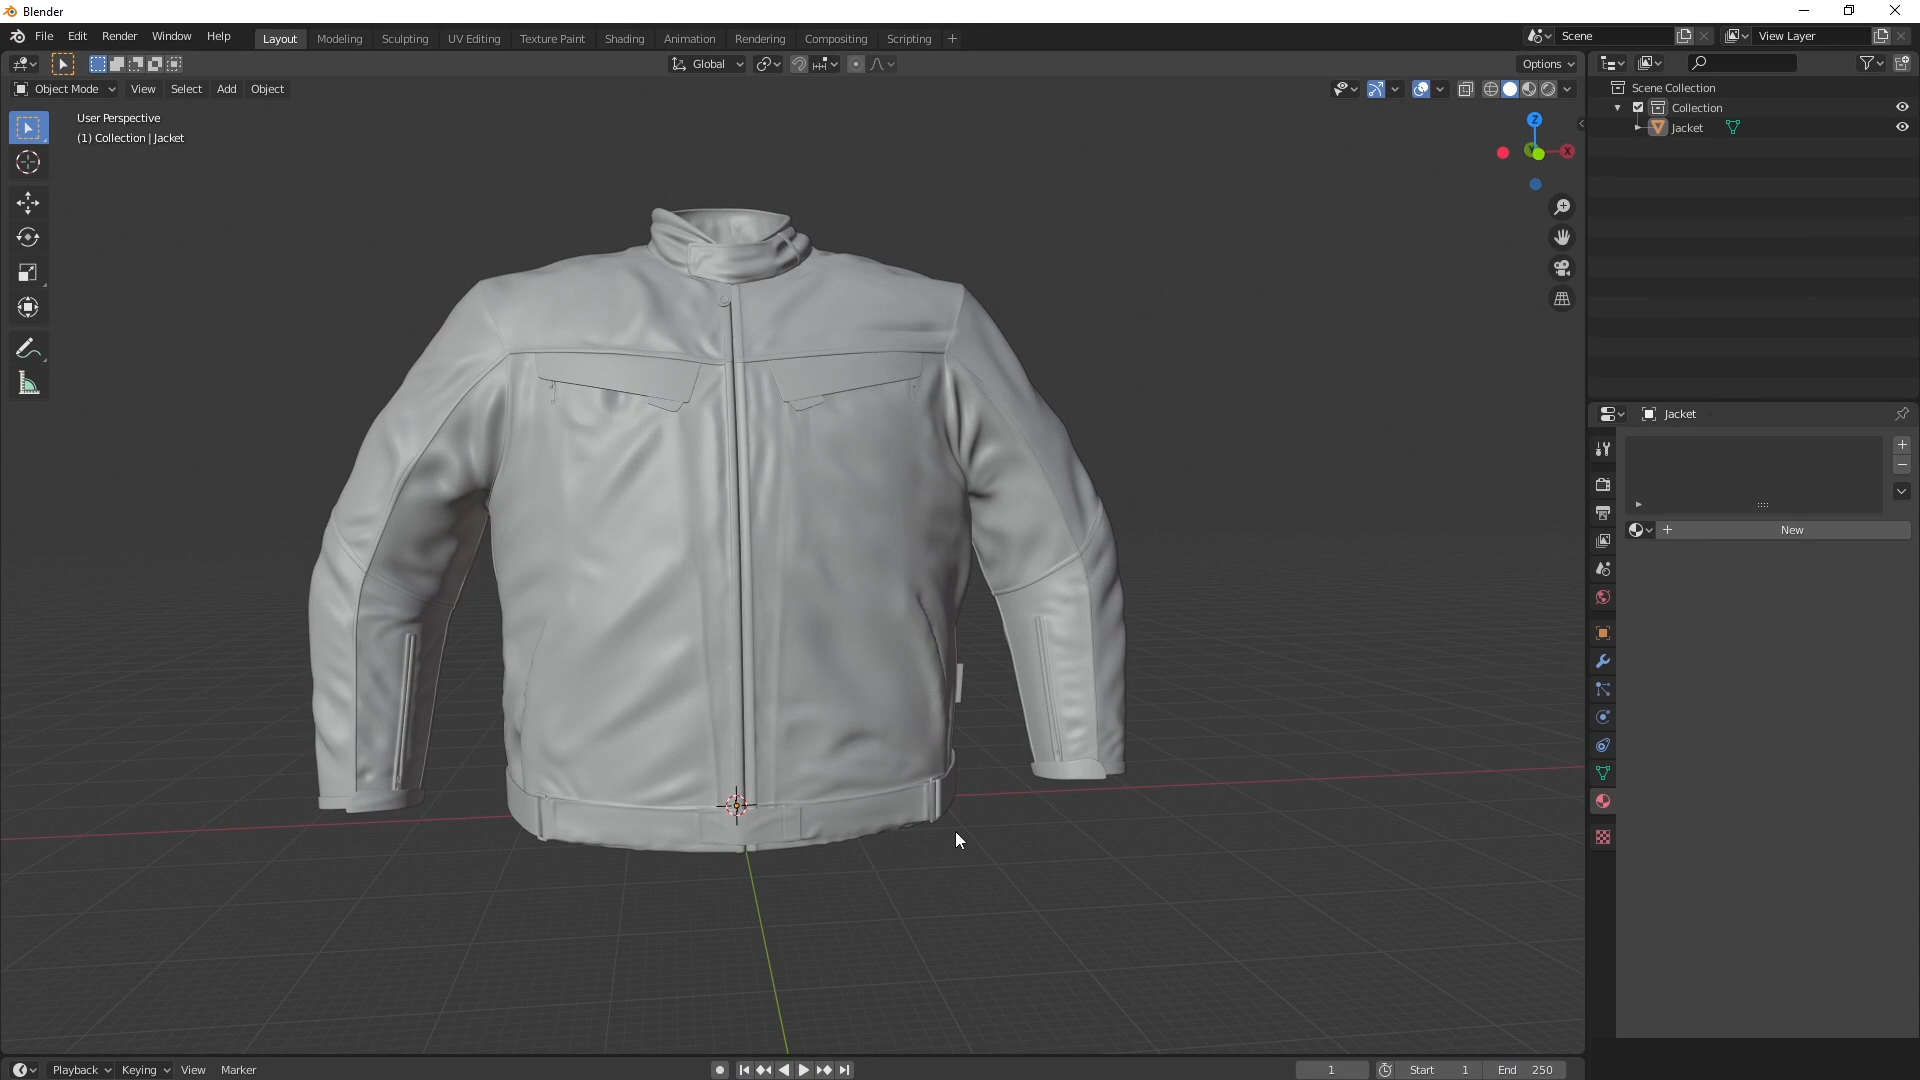 Blender
File Edit Render Window Help Layout Modeling Sculpting UV Editing Texture Paint Shading Animation Rendering Compositing Scripting + Scene View Layer
Global Options
Object Mode View Select Add Object
User Perspective
(1) Collection | Jacket
Z
Y
X
Scene Collection
Collection
Jacket
Jacket
New
Playback Keying View Marker 1 Start 1 End 250